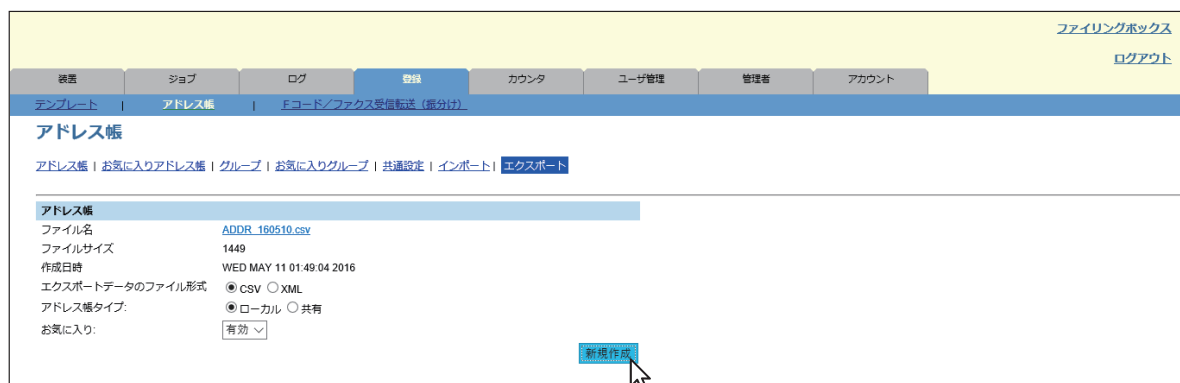 ファイリングボックス
ログアウト
装置 ジョブ ログ 登録 カウンタ ユーザ管理 管理者 アカウント
テンプレート | アドレス帳 | Fコード/ファクス受信転送（振分け）
アドレス帳
アドレス帳 | お気に入りアドレス帳 | グループ | お気に入りグループ | 共通設定 | インポート | エクスポート
アドレス帳
ファイル名 ADDR_160510.csv
ファイルサイズ 1449
作成日時 WED MAY 11 01:49:04 2016
エクスポートデータのファイル形式 CSV XML
アドレス帳タイプ: ローカル 共有
お気に入り: 有効
新規作成